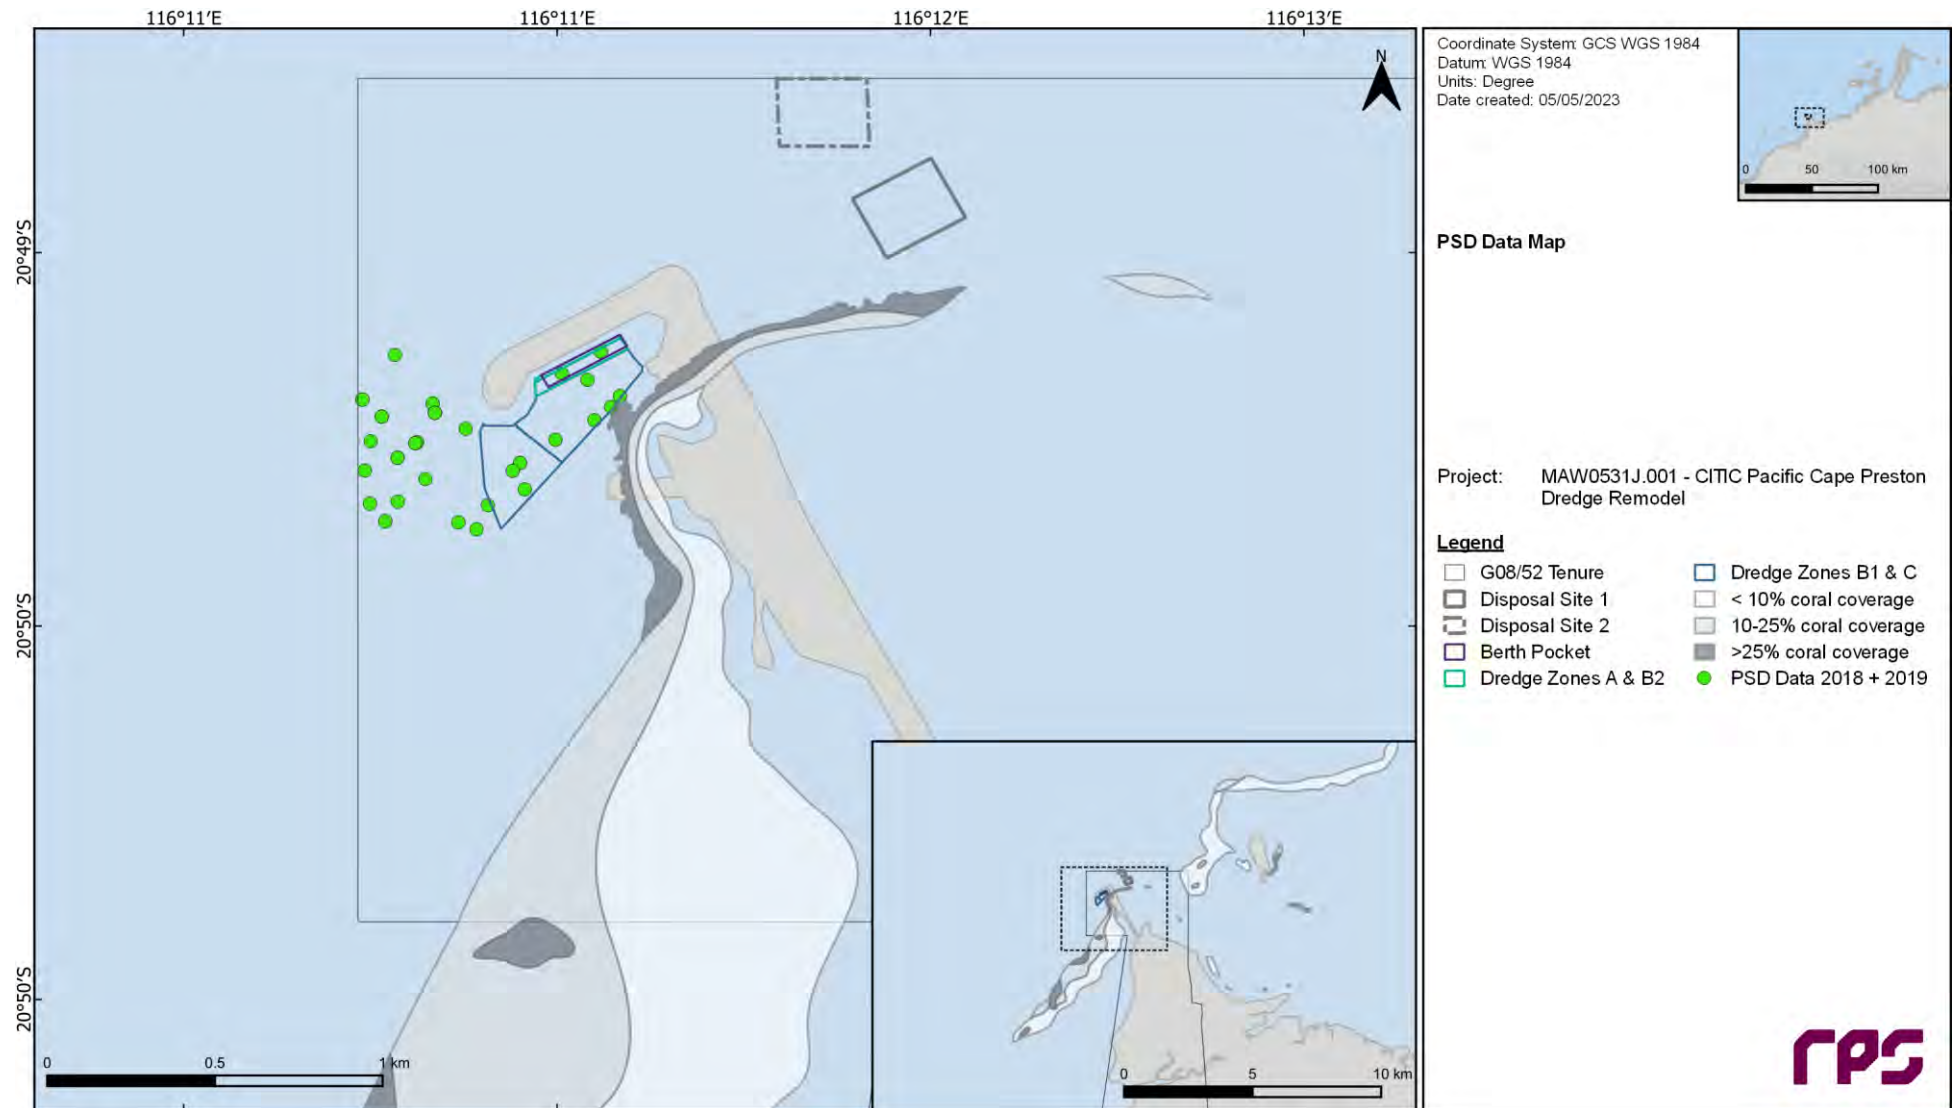 116°11'E 116°11'E 116°12'E 116°13'E
20°49'S
20°50'S
20°50'S
N
0 0.5 1 km
0 5 10 km
Coordinate System: GCS WGS 1984
Datum: WGS 1984
Units: Degree
Date created: 05/05/2023
0 50 100 km
PSD Data Map
Project: MAW0531J.001 - CITIC Pacific Cape Preston
Dredge Remodel
Legend
G08/52 Tenure
Disposal Site 1
Disposal Site 2
Berth Pocket
Dredge Zones A & B2
Dredge Zones B1 & C
< 10% coral coverage
10-25% coral coverage
>25% coral coverage
PSD Data 2018 + 2019
rps